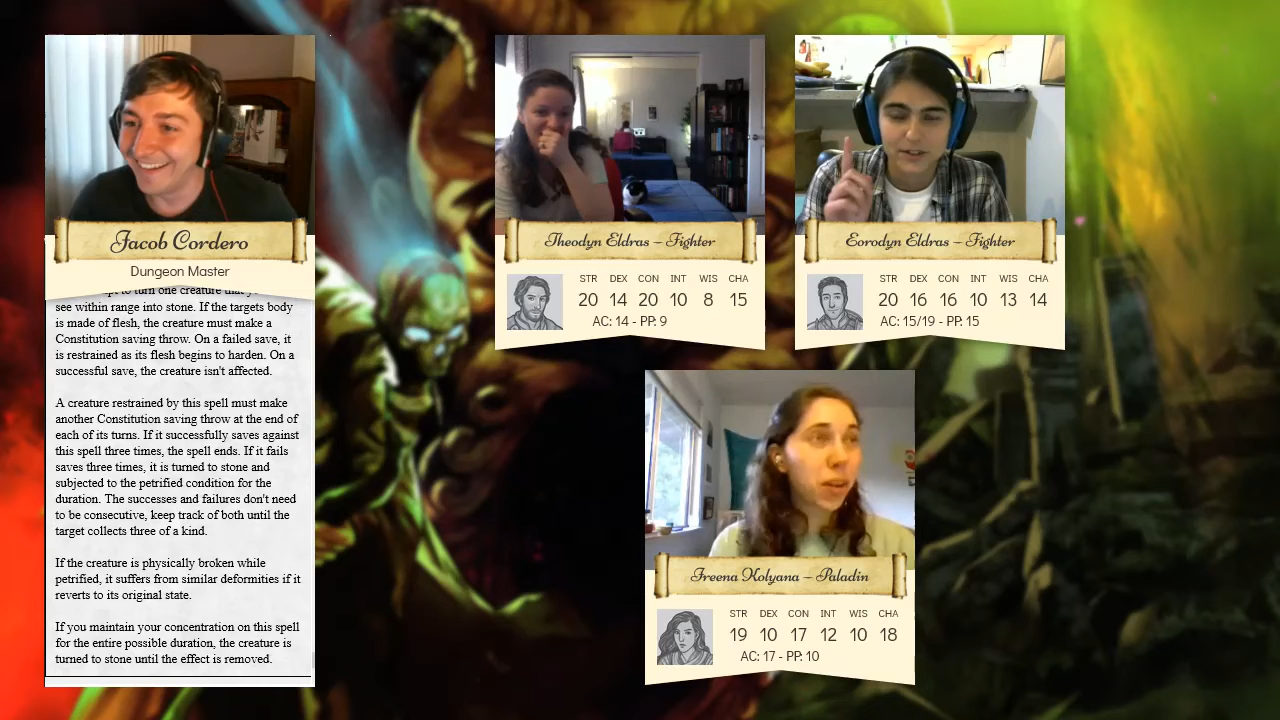 Jacob Cordero
Dungeon Master
to turn one creature that
see within range into stone. If the targets body
is made of flesh, the creature must make a
Constitution saving throw. On a failed save, it
is restrained as its flesh begins to harden. On a
successful save, the creature isn't affected.
A creature restrained by this spell must make
another Constitution saving throw at the end of
each of its turns. If it successfully saves against
this spell three times, the spell ends. If it fails
saves three times, it is turned to stone and
subjected to the petrified condition for the
duration. The successes and failures don't need
to be consecutive, keep track of both until the
target collects three of a kind.
If the creature is physically broken while
petrified, it suffers from similar deformities if it
reverts to its original state.
If you maintain your concentration on this spell
for the entire possible duration, the creature is
turned to stone until the effect is removed.
Theodyn Eldras – Fighter
STR DEX CON INT WIS CHA
20 14 20 10 8 15
AC: 14 - PP: 9
Eorodyn Eldras – Fighter
STR DEX CON INT WIS CHA
20 16 16 10 13 14
AC: 15/19 - PP: 15
Freena Kolyana – Paladin
STR DEX CON INT WIS CHA
19 10 17 12 10 18
AC: 17 - PP: 10